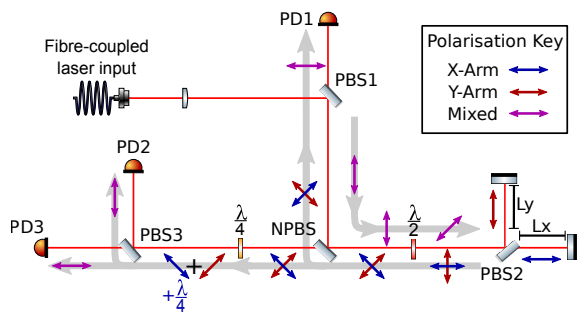 PD1
Fibre-coupled
laser input
PBS1
Polarisation Key
X-Arm
Y-Arm
Mixed
PD2
PD3
PBS3
λ
4
NPBS
λ
2
Ly
Lx
PBS2
+
+λ
4